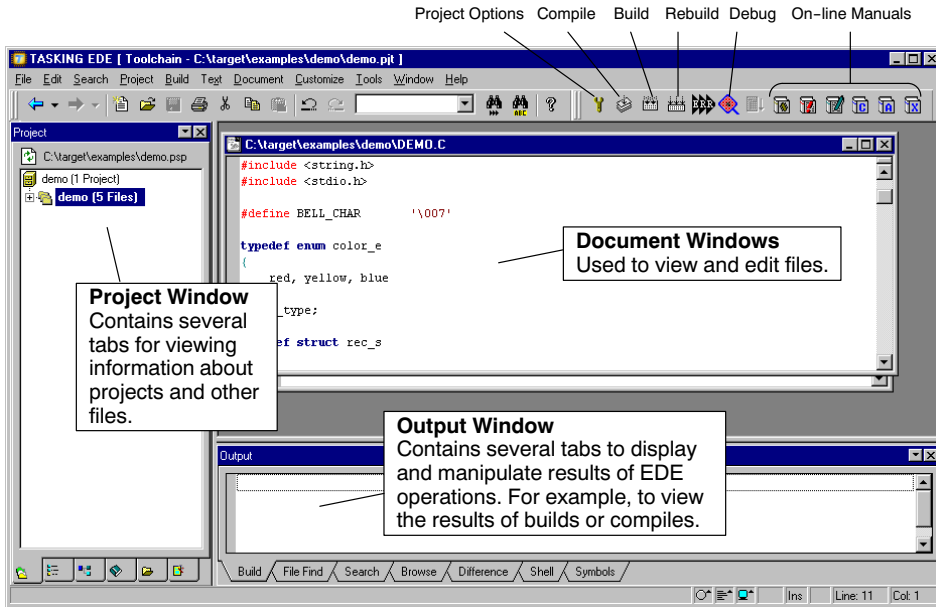 Project Options Compile Build Rebuild Debug On-line Manuals
TASKING EDE [ Toolchain - C:\target\examples\demo\demo.pjt ]
File Edit Search Project Build Text Document Customize Tools Window Help
Project
C:\target\examples\demo.psp
demo (1 Project)
demo (5 Files)
C:\target\examples\demo\DEMO.C
#include <string.h>
#include <stdio.h>
#define BELL_CHAR '\007'
typedef enum color_e
{
red, yellow, blue
_type;
ef struct rec_s
Document Windows
Used to view and edit files.
Project Window
Contains several
tabs for viewing
information about
projects and other
files.
Output Window
Contains several tabs to display
and manipulate results of EDE
operations. For example, to view
the results of builds or compiles.
Output
Build File Find Search Browse Difference Shell Symbols
Ins Line: 11 Col: 1